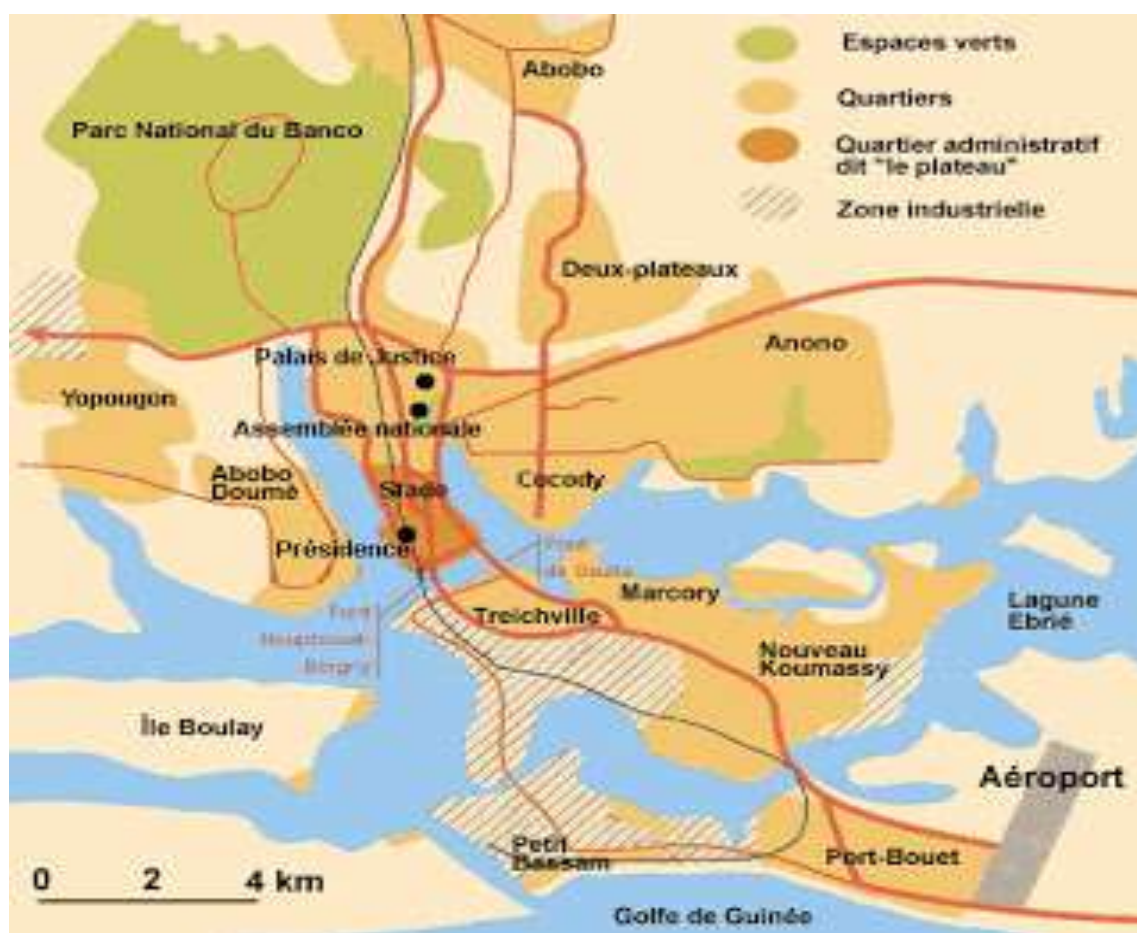 Espaces verts
Abobo
Quartiers
Parc National du Banco
Quartier administratif
dit "le plateau"
Zone industrielle
Deux-plateaux
Anono
Palais de Justice
Yopougon
Assemblée nationale
Abobo
Doumé
Stade
Cocody
Présidence
Pont
Marcory
Treichville
Lagune
Ebrié
Pont
Nouveau
Koumassy
Île Boulay
Aéroport
Petit
Bassam
Port-Bouet
0 2 4 km
Golfe de Guinée